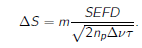 ΔS = m SEFD / √(2n_pΔντ).